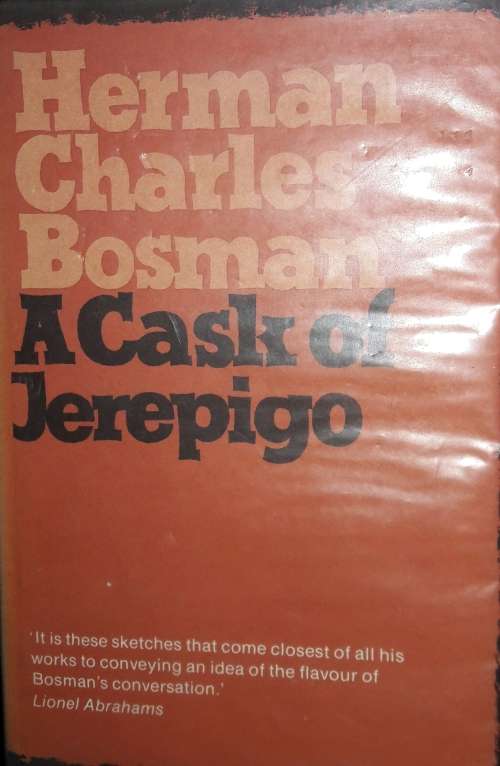 Herman
Charles
Bosman
A Cask of
Jerepigo
'It is these sketches that come closest of all his
works to conveying an idea of the flavour of
Bosman's conversation.'
Lionel Abrahams